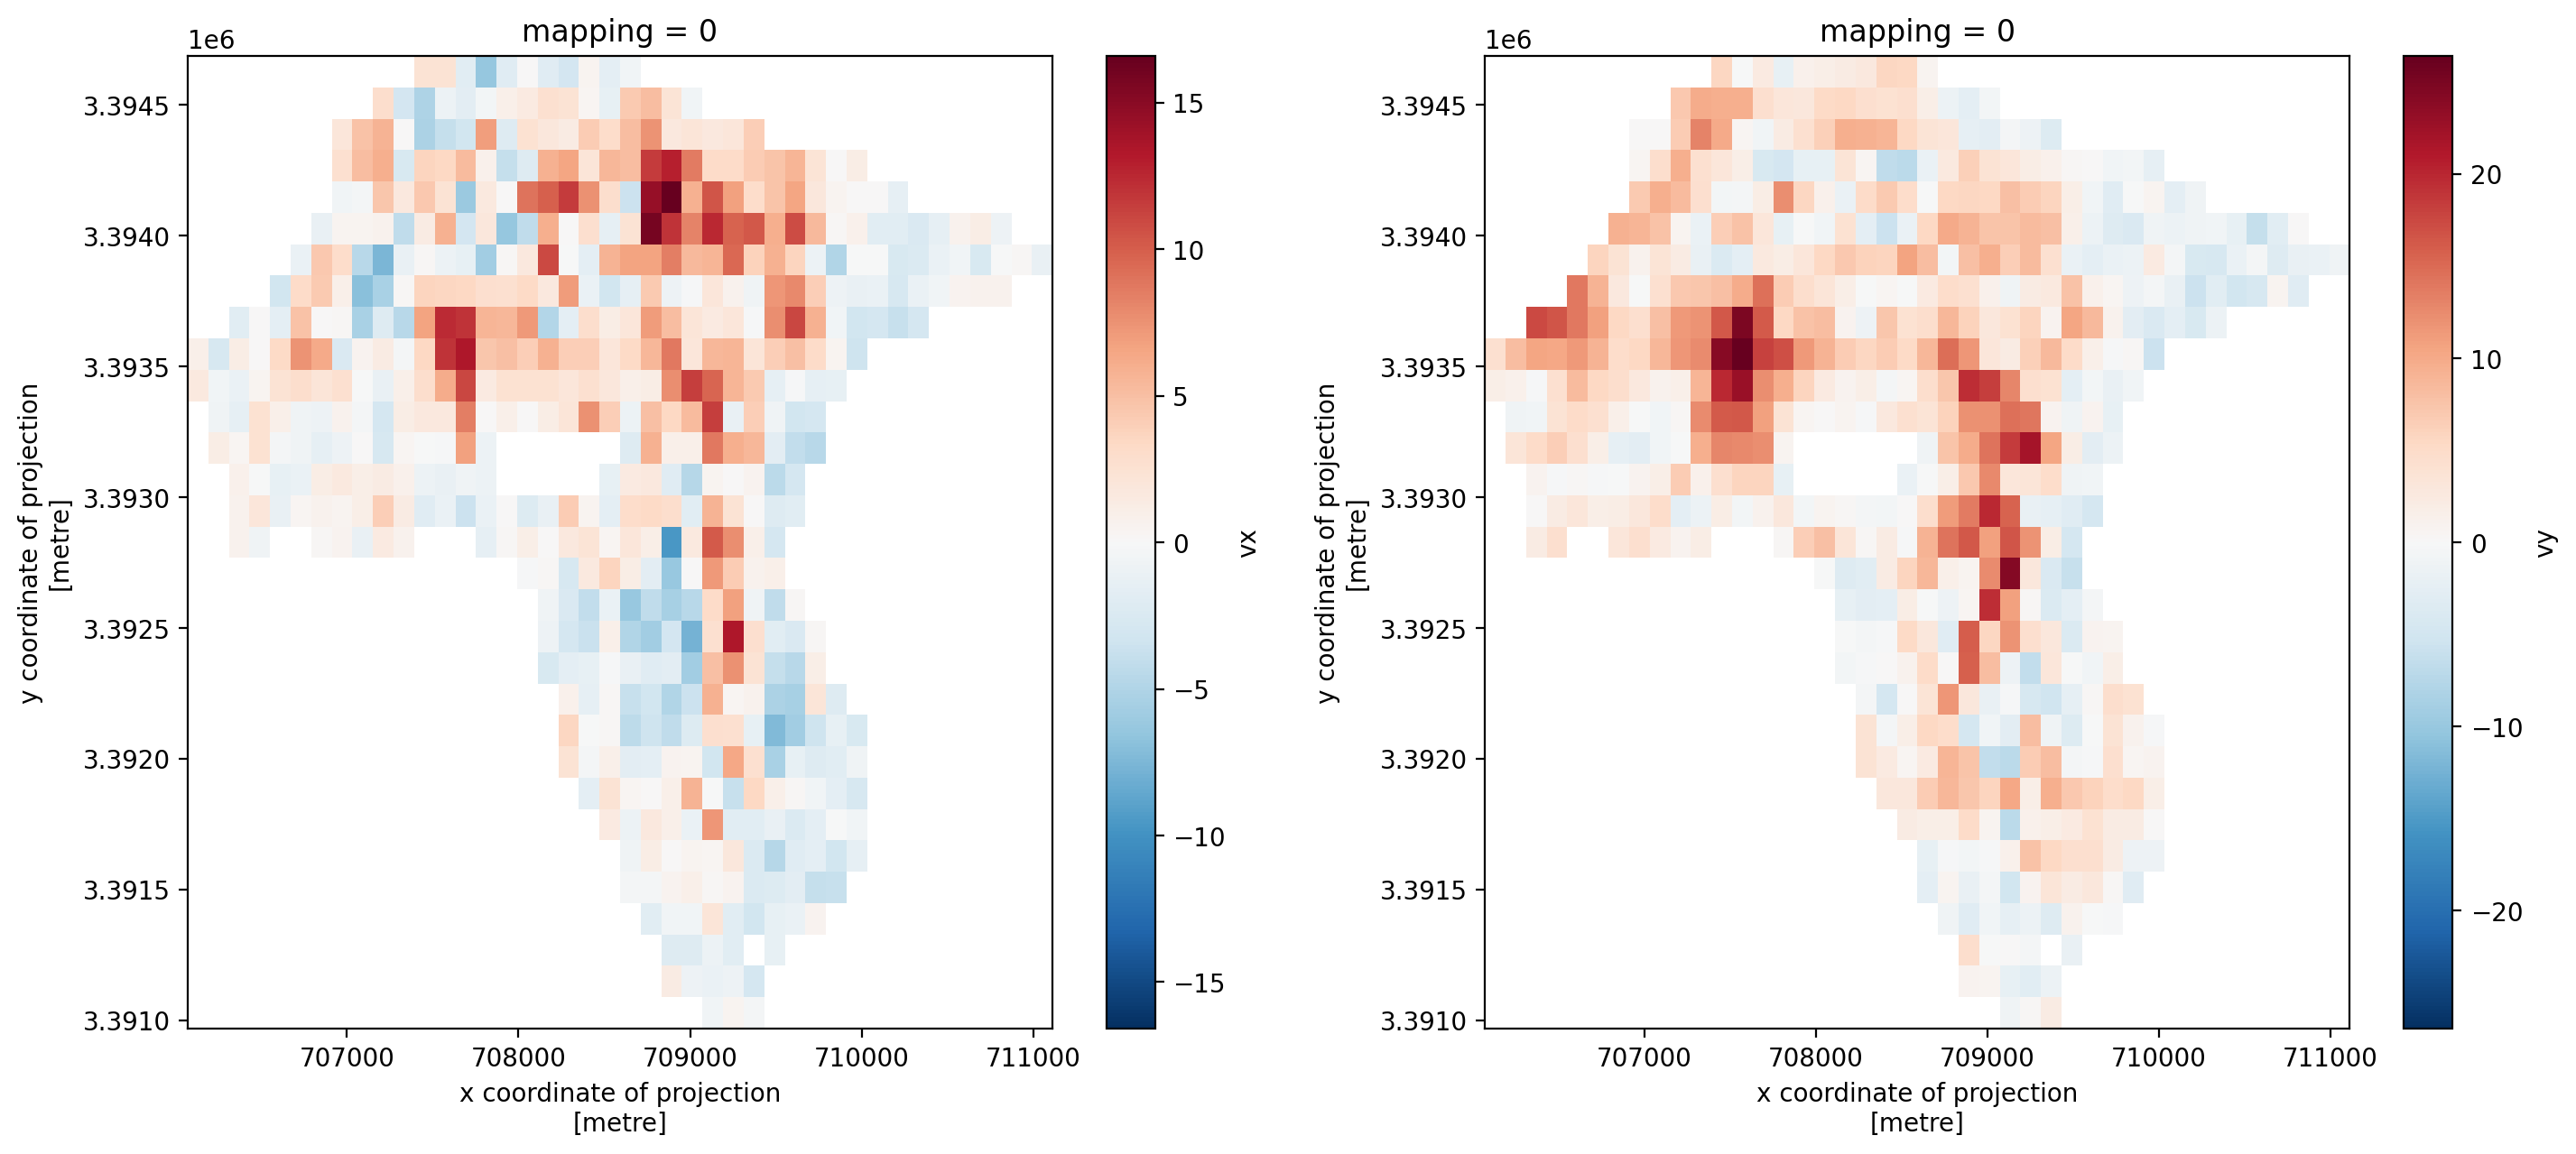 mapping = 0
1e6
3.3945
3.3940
3.3935
3.3930
3.3925
3.3920
3.3915
3.3910
y coordinate of projection
[metre]
707000 708000 709000 710000 711000
x coordinate of projection
[metre]
15
10
5
0
−5
−10
−15
vx
mapping = 0
1e6
3.3945
3.3940
3.3935
3.3930
3.3925
3.3920
3.3915
3.3910
y coordinate of projection
[metre]
707000 708000 709000 710000 711000
x coordinate of projection
[metre]
20
10
0
−10
−20
vy